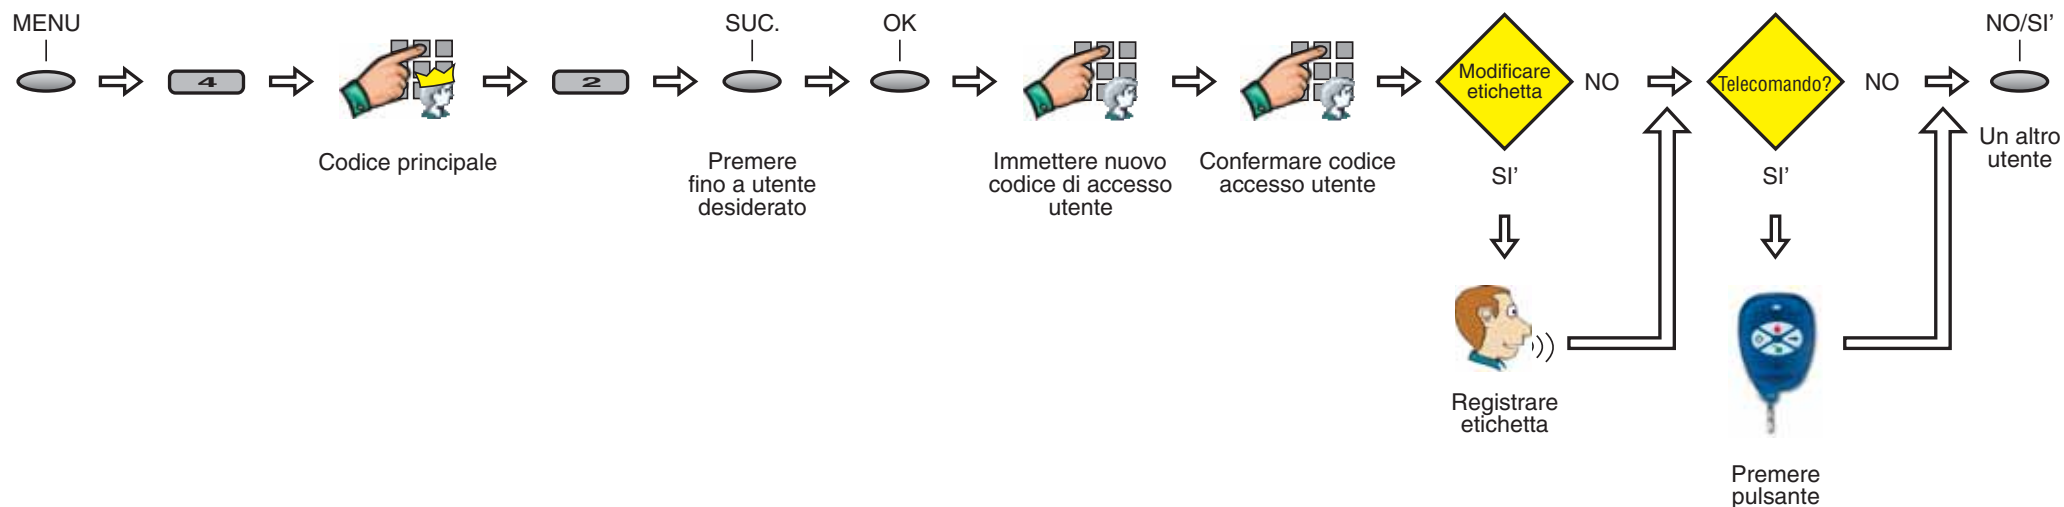 MENU
4
Codice principale
2
SUC.
Premere
fino a utente
desiderato
OK
Immettere nuovo
codice di accesso
utente
Confermare codice
accesso utente
Modificare
etichetta
NO
SI'
Registrare
etichetta
Telecomando?
NO
SI'
Premere
pulsante
NO/SI'
Un altro
utente